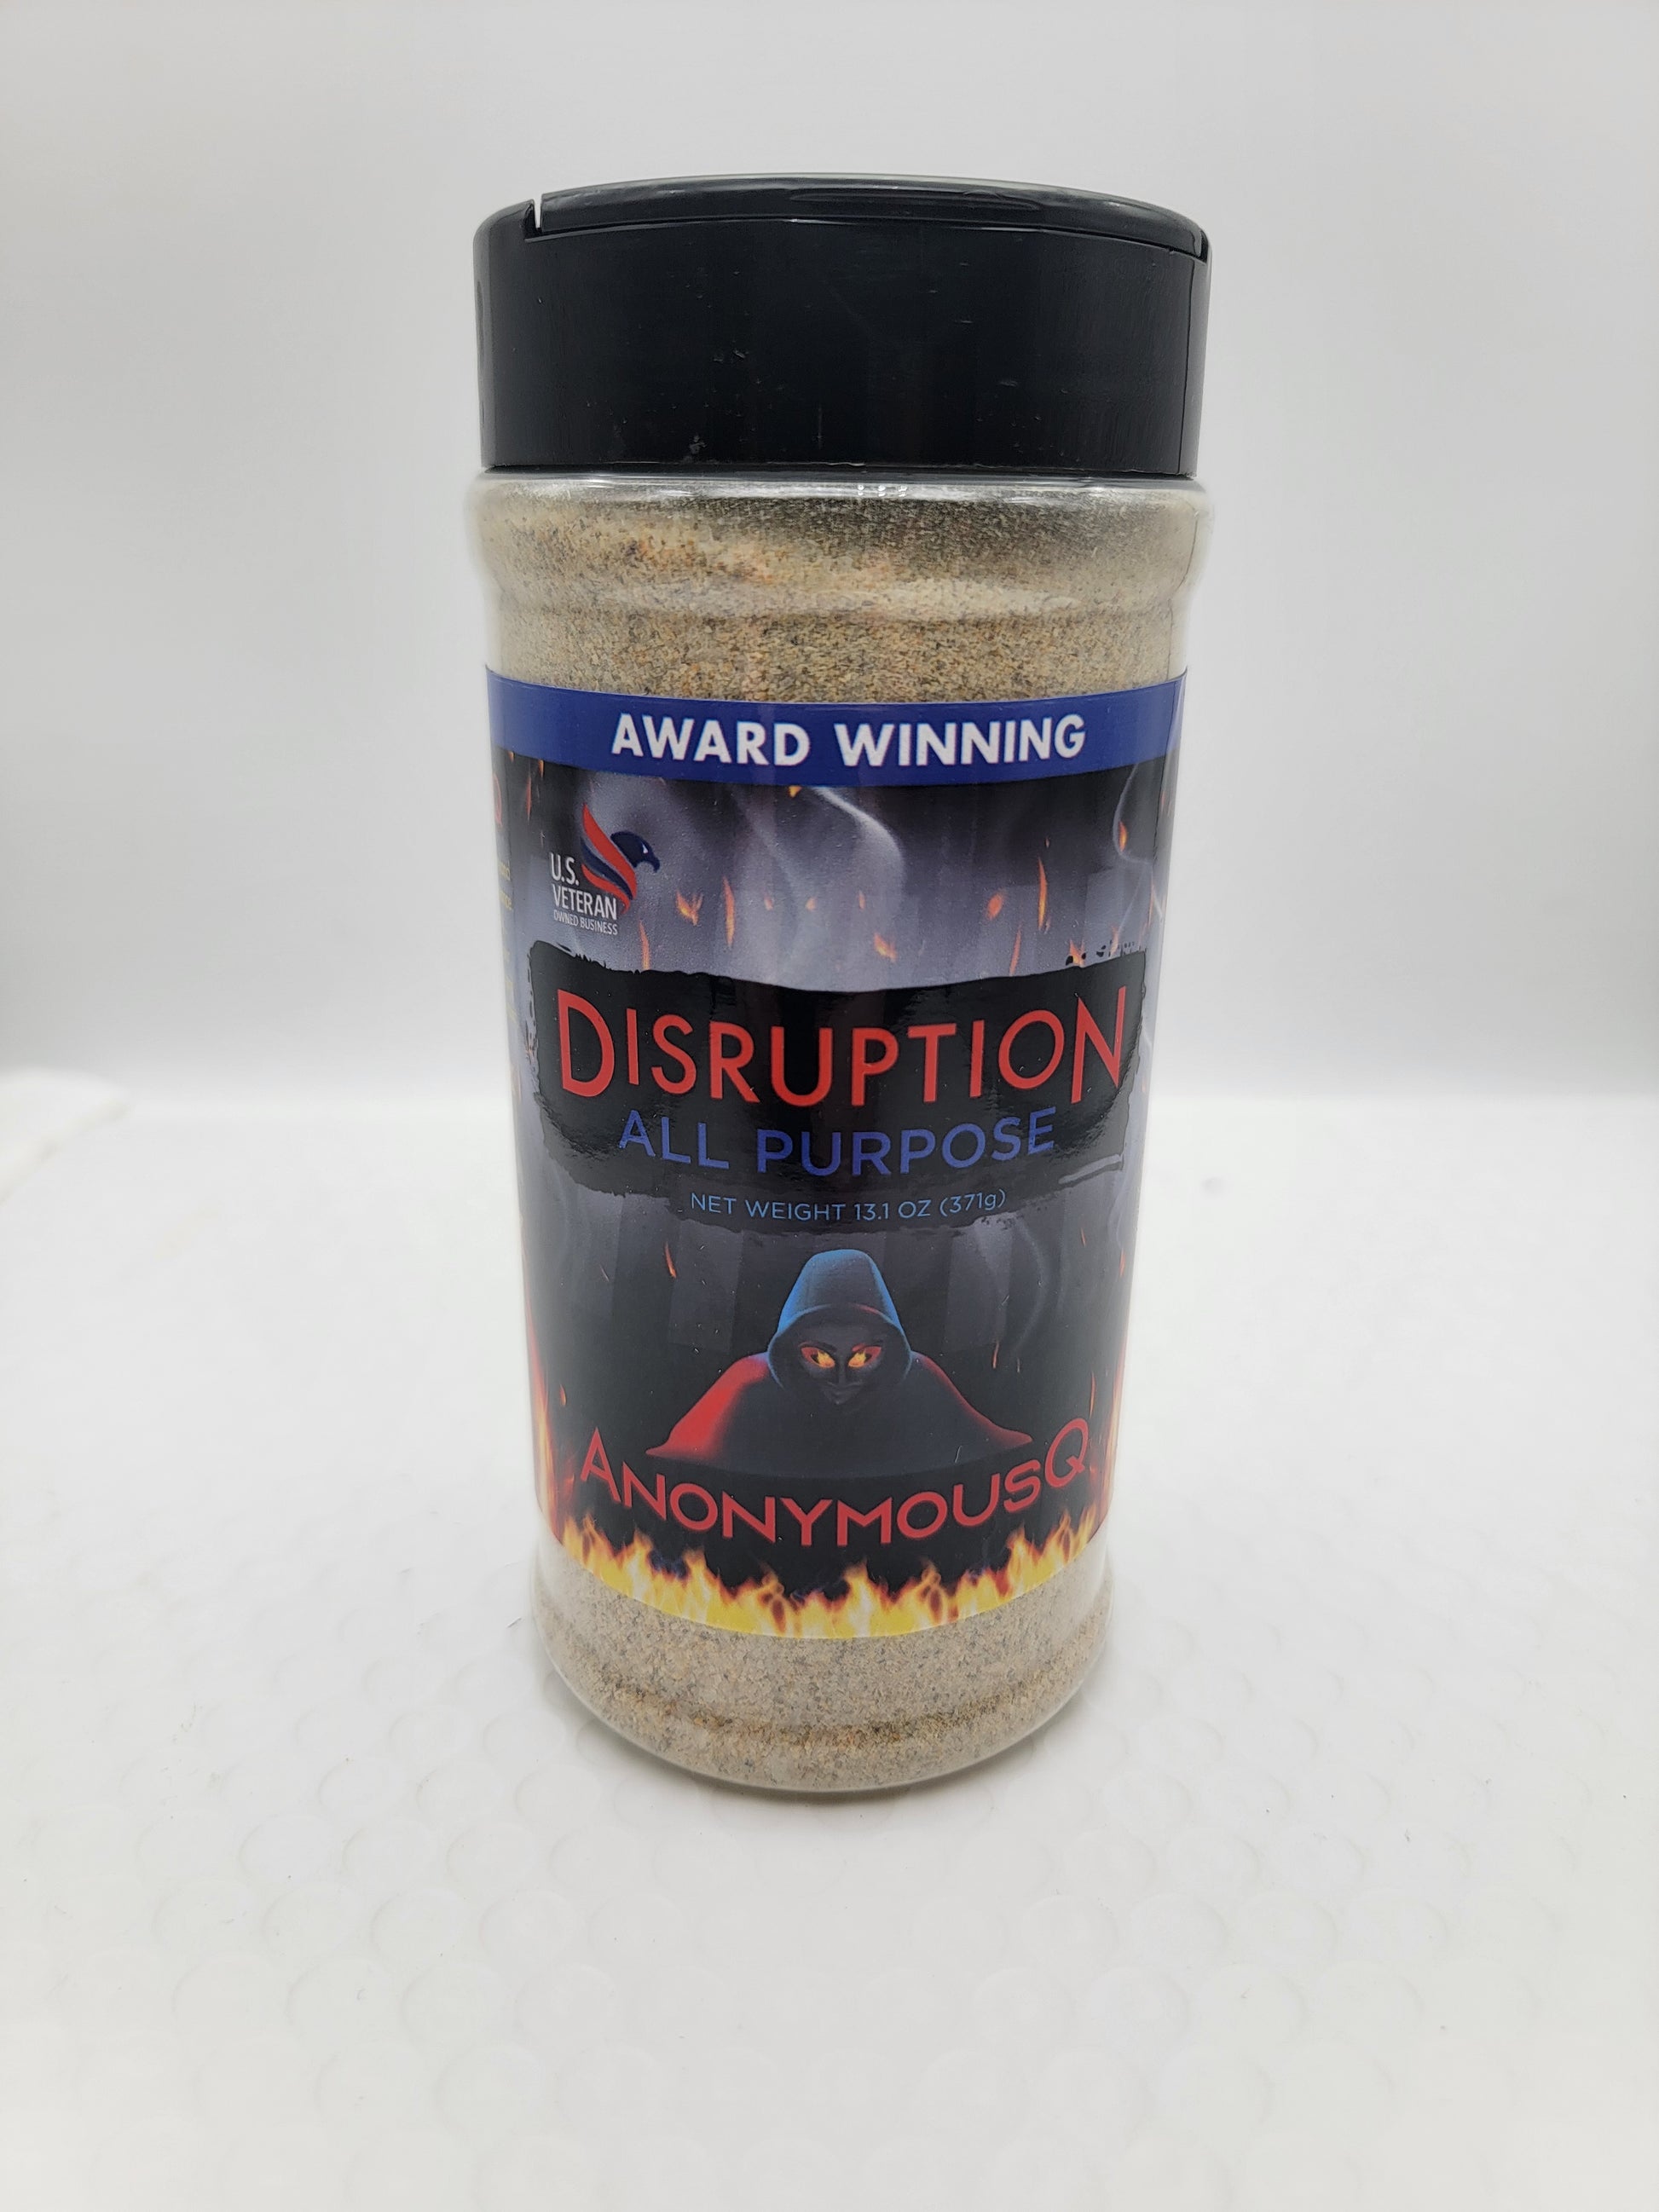 AWARD WINNING
U.S.
VETERAN
OWNED BUSINESS
DISRUPTION
ALL PURPOSE
NET WEIGHT 13.1 OZ (371g)
ANONYMOUSQ